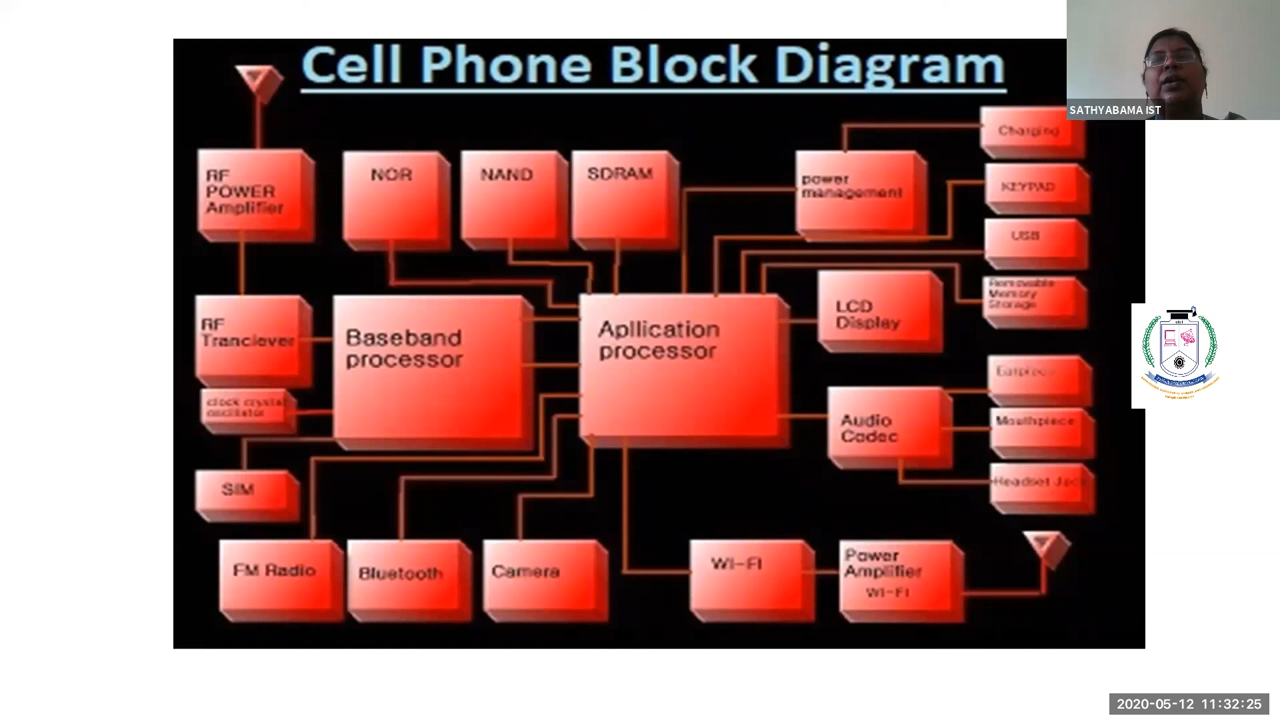 Cell Phone Block Diagram
SATHYABAMA IST
Charging
RF
POWER
Amplifier
NOR
NAND
SDRAM
power
management
KEYPAD
USB
Removable
Memory
Storage
RF
Tranciever
Baseband
processor
Apllication
processor
LCD
Display
clock crystal
oscillator
Earpiece
Audio
Codec
Mouthpiece
SIM
Headset Jack
FM Radio
Bluetooth
Camera
WI-FI
Power
Amplifier
WI-FI
2020-05-12 11:32:25